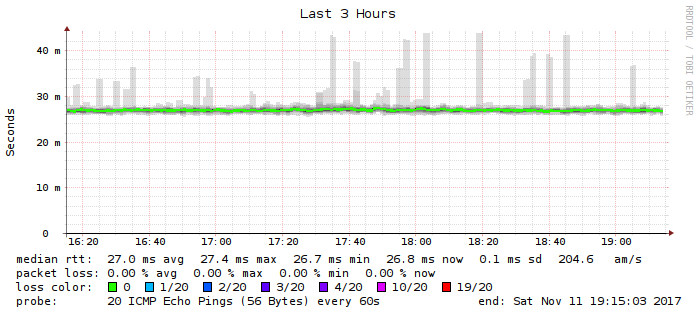 Last 3 Hours
RRDTOOL / TOBI OETIKER
Seconds
40 m
30 m
20 m
10 m
0
16:20 16:40 17:00 17:20 17:40 18:00 18:20 18:40 19:00
median rtt: 27.0 ms avg 27.4 ms max 26.7 ms min 26.8 ms now 0.1 ms sd 204.6 am/s
packet loss: 0.00 % avg 0.00 % max 0.00 % min 0.00 % now
loss color: 0 1/20 2/20 3/20 4/20 10/20 19/20
probe: 20 ICMP Echo Pings (56 Bytes) every 60s end: Sat Nov 11 19:15:03 2017